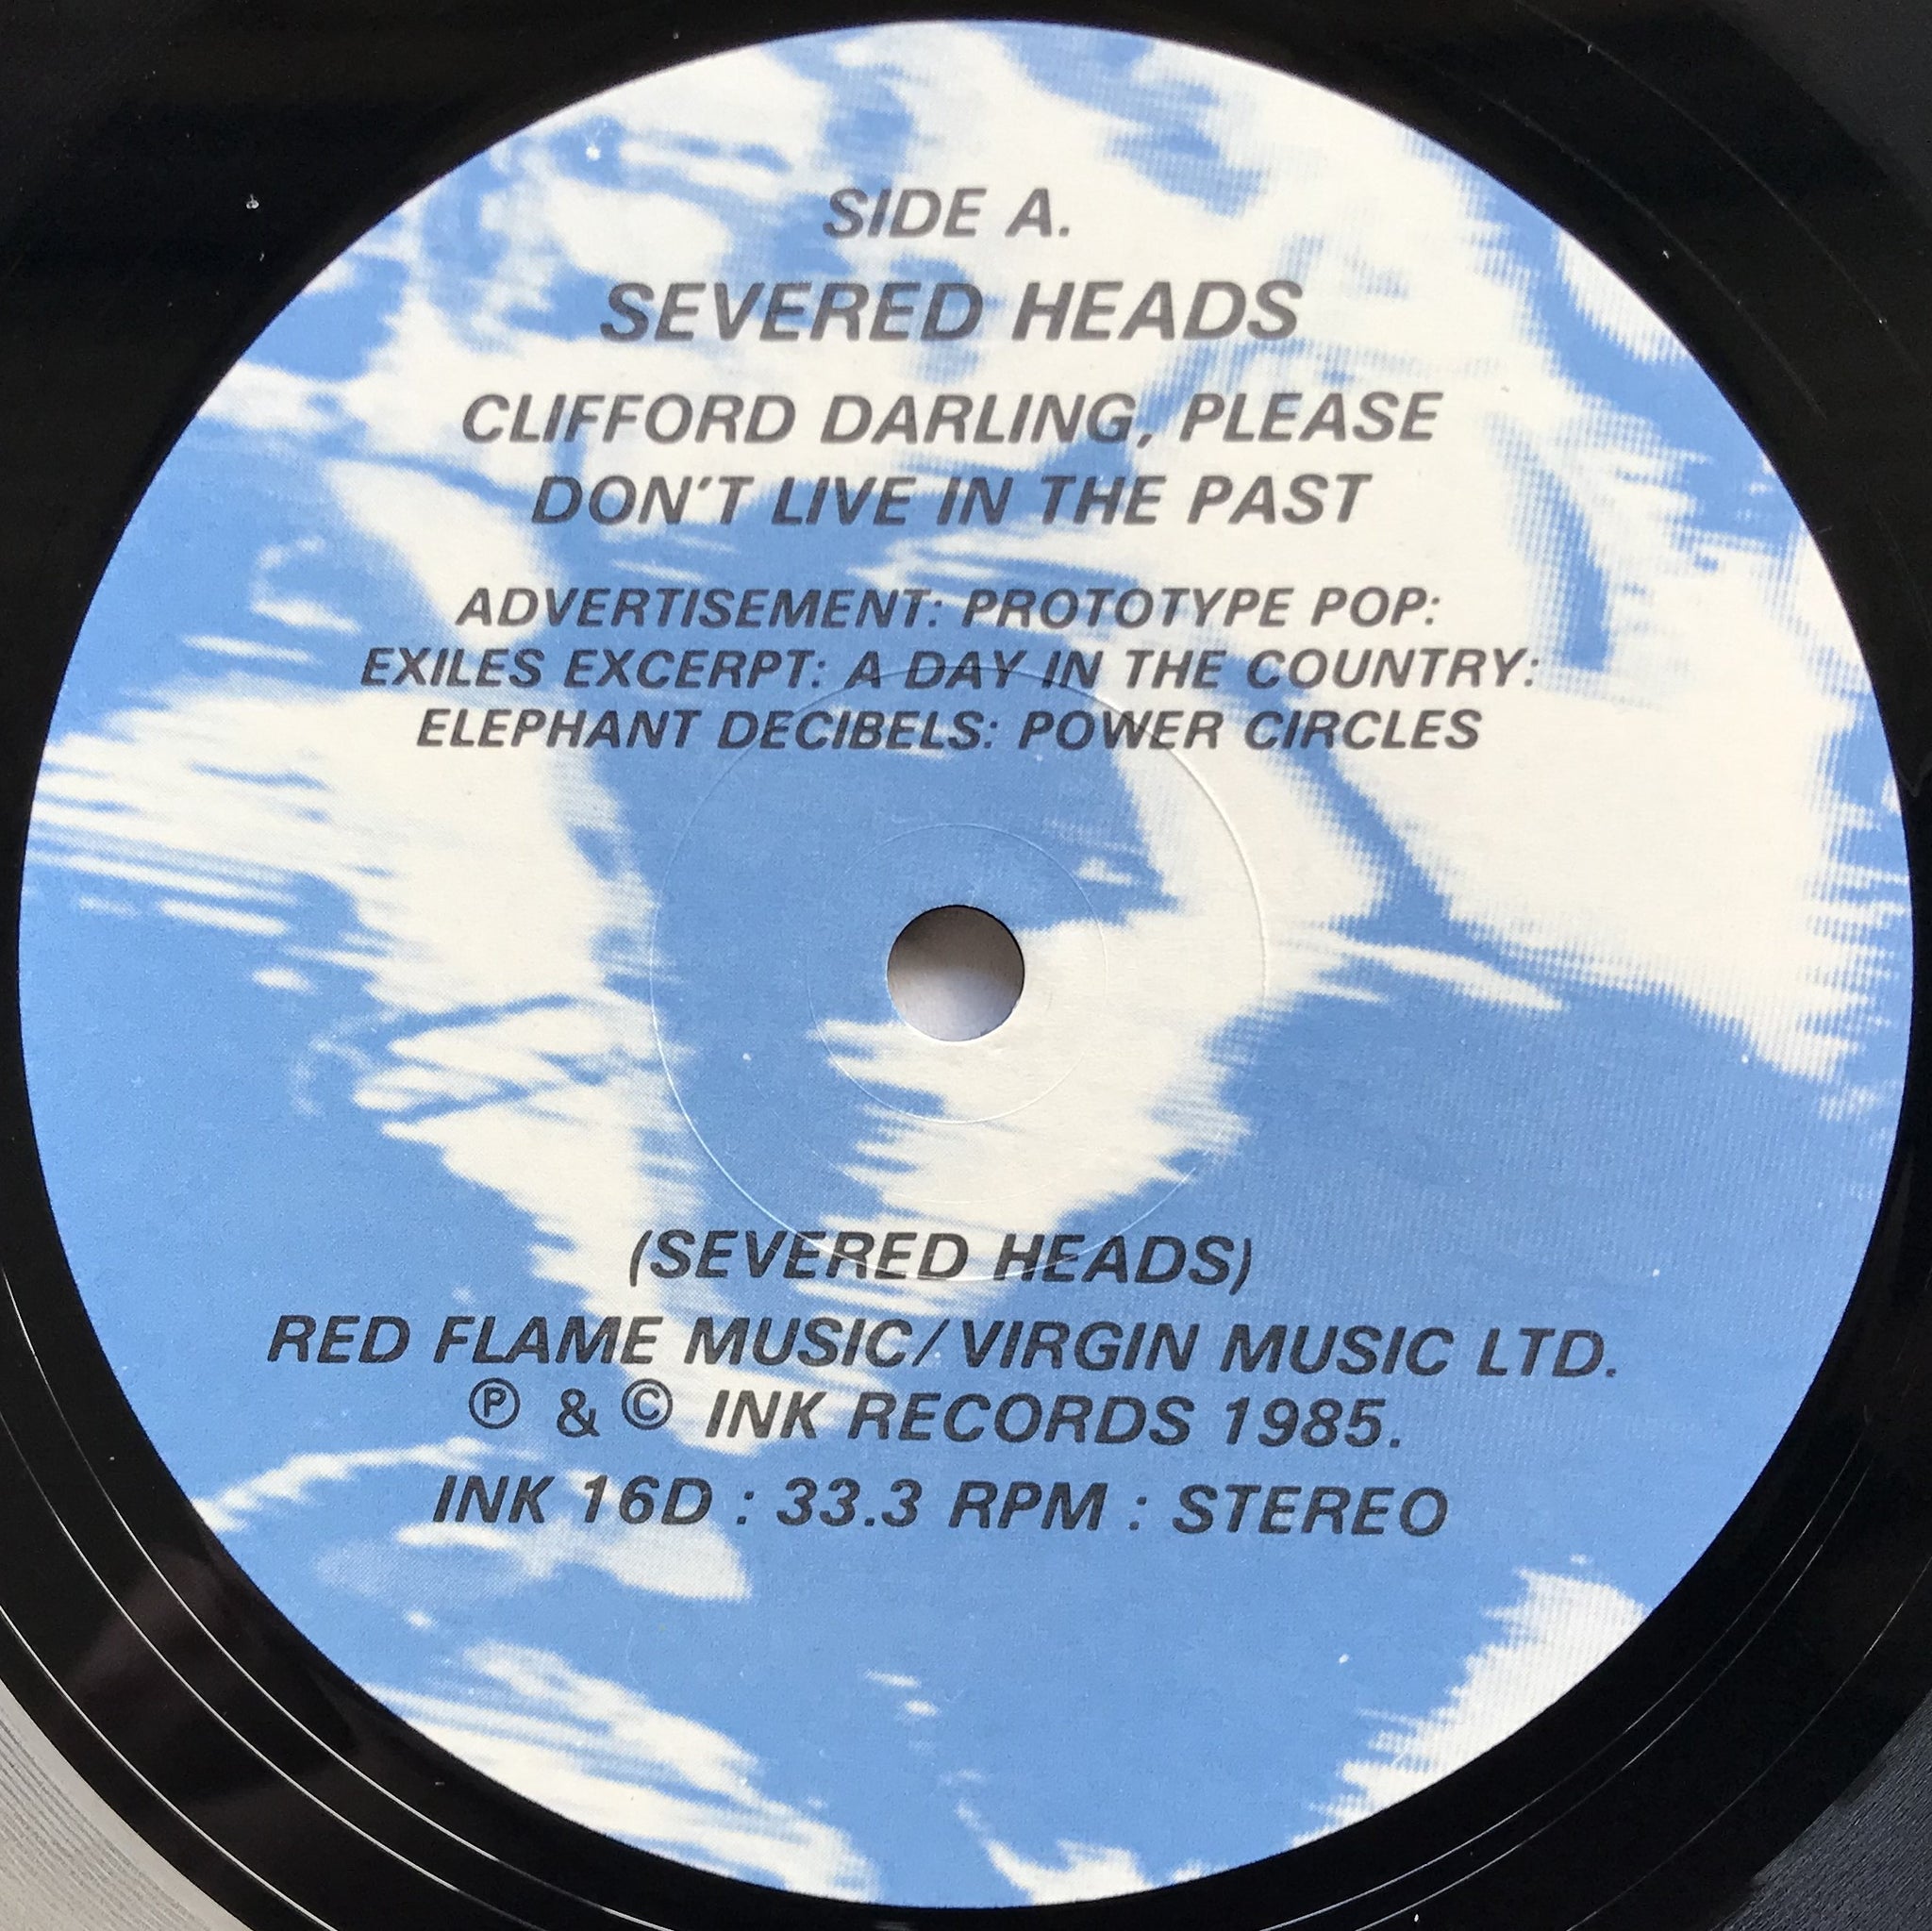 SIDE A.
SEVERED HEADS
CLIFFORD DARLING, PLEASE
DON'T LIVE IN THE PAST
ADVERTISEMENT: PROTOTYPE POP:
EXILES EXCERPT: A DAY IN THE COUNTRY:
ELEPHANT DECIBELS: POWER CIRCLES
(SEVERED HEADS)
RED FLAME MUSIC/VIRGIN MUSIC LTD.
Ⓟ & © INK RECORDS 1985.
INK 16D : 33.3 RPM : STEREO